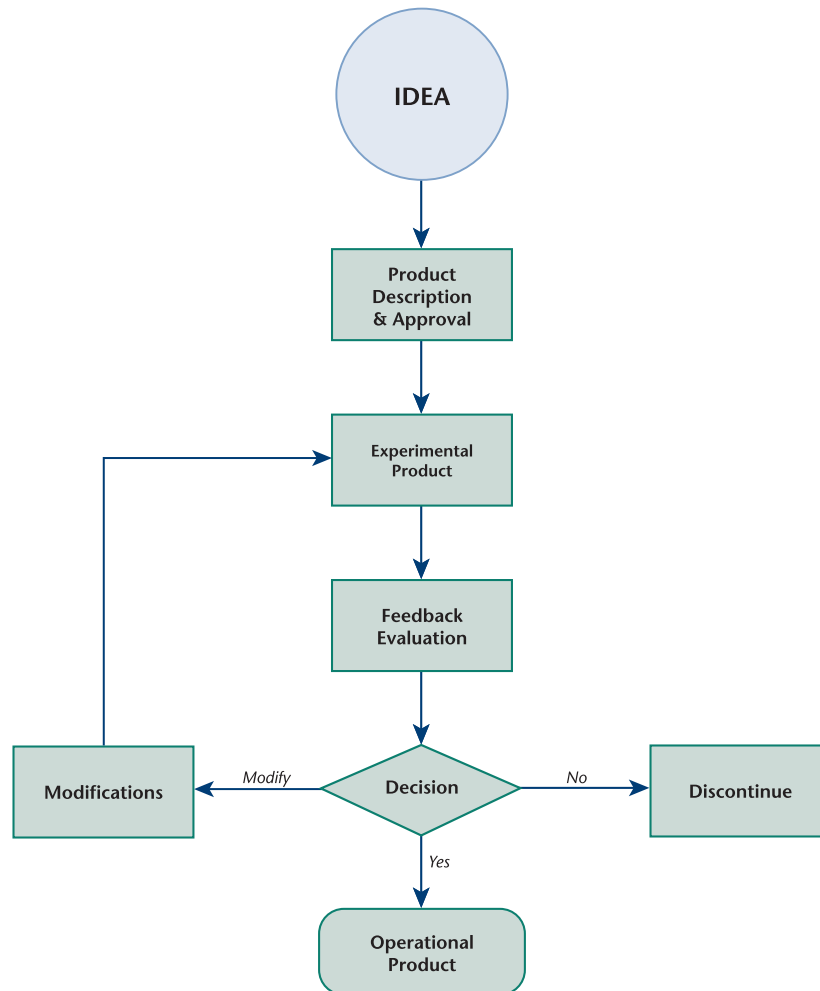 IDEA
Product
Description
& Approval
Experimental
Product
Feedback
Evaluation
Modifications
Modify
Decision
No
Discontinue
Yes
Operational
Product